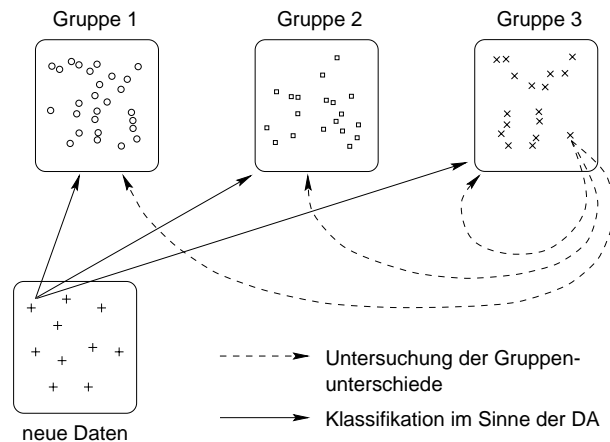 Gruppe 1
Gruppe 2
Gruppe 3
neue Daten
Untersuchung der Gruppen-
unterschiede
Klassifikation im Sinne der DA